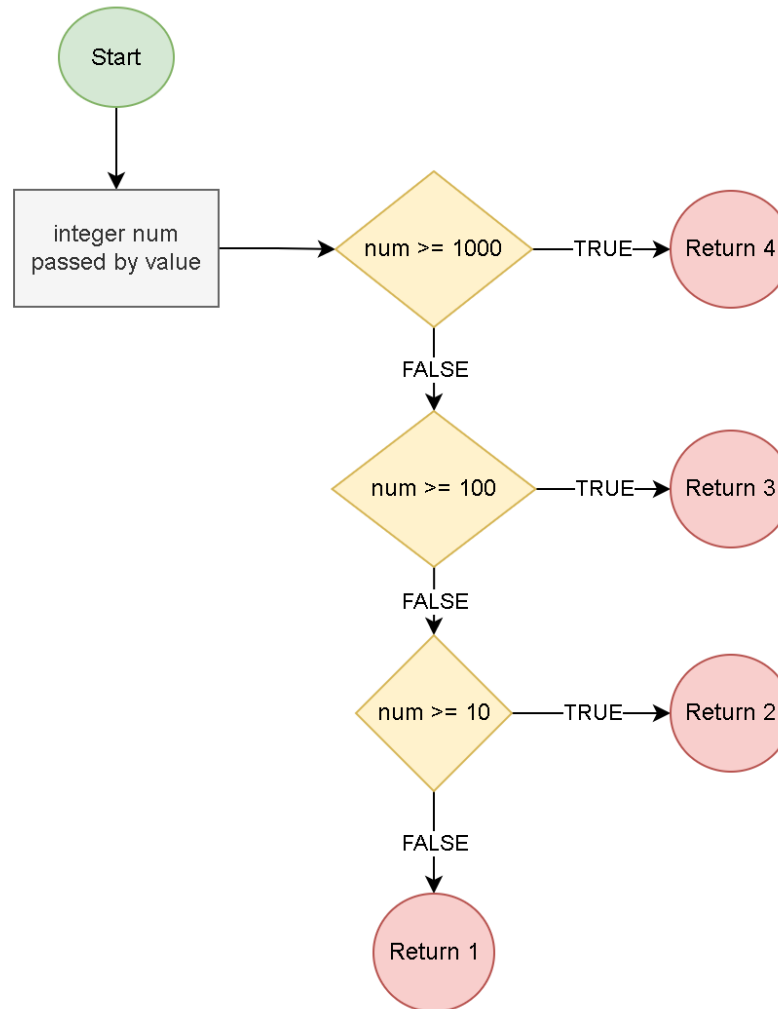 Start
integer num
passed by value
num >= 1000
TRUE
Return 4
FALSE
num >= 100
TRUE
Return 3
FALSE
num >= 10
TRUE
Return 2
FALSE
Return 1